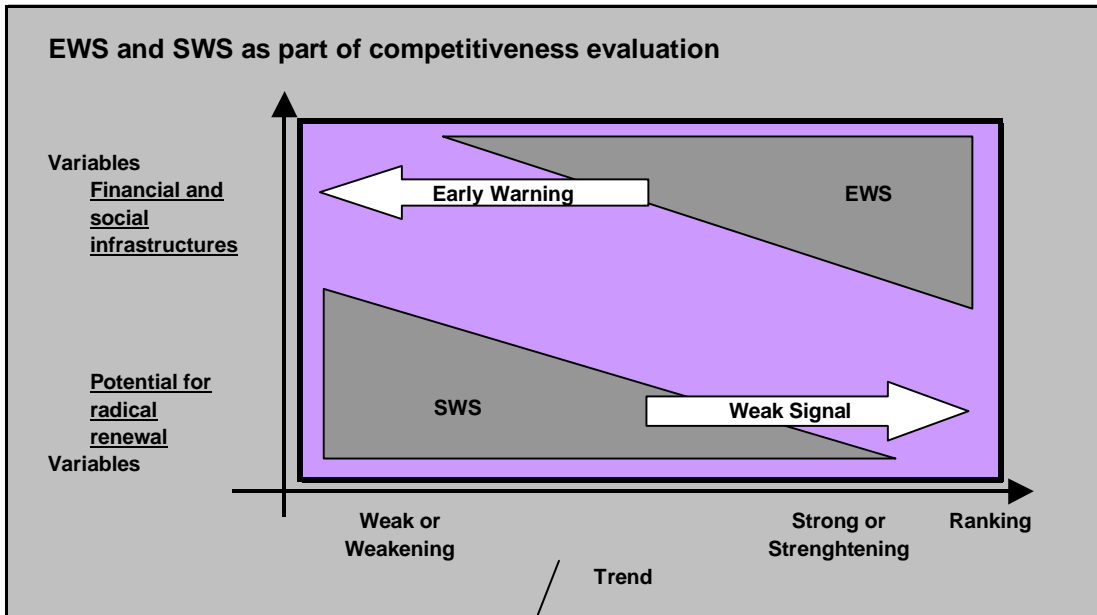 EWS and SWS as part of competitiveness evaluation
Variables
Financial and
social
infrastructures
Early Warning
EWS
Potential for
radical
renewal
Variables
SWS
Weak Signal
Weak or
Weakening
Strong or
Strenghtening
Ranking
Trend